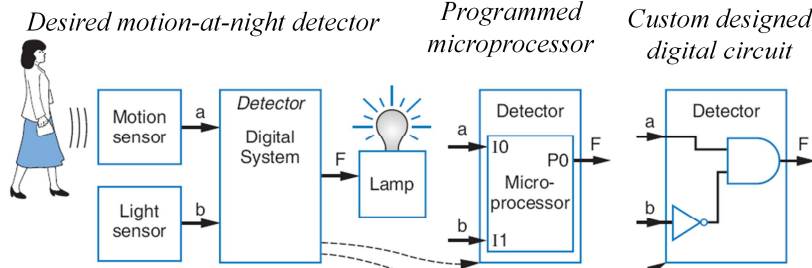 Desired motion-at-night detector
Motion
sensor
a
Light
sensor
b
Detector
Digital
System
F
Lamp
Programmed
microprocessor
Detector
a
I0
P0
F
Micro-
processor
b
I1
Custom designed
digital circuit
Detector
a
F
b